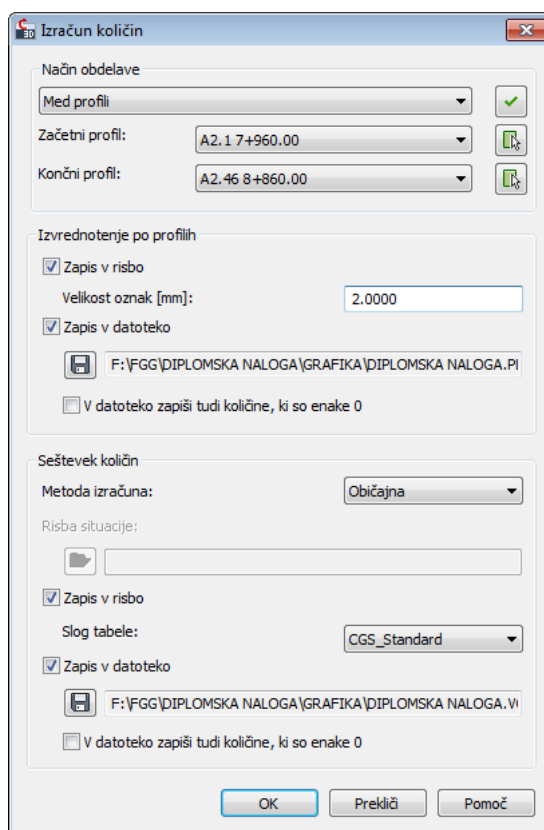 Izračun količin
Način obdelave
Med profili
Začetni profil: A2.1 7+960.00
Končni profil: A2.46 8+860.00
Izvrednotenje po profilih
Zapis v risbo
Velikost oznak [mm]: 2.0000
Zapis v datoteko
F:\FGG\DIPLOMSKA NALOGA\GRAFIKA\DIPLOMSKA NALOGA.
V datoteko zapiši tudi količine, ki so enake 0
Seštevek količin
Metoda izračuna: Običajna
Risba situacije:
Zapis v risbo
Slog tabele: CGS_Standard
Zapis v datoteko
F:\FGG\DIPLOMSKA NALOGA\GRAFIKA\DIPLOMSKA NALOGA.
V datoteko zapiši tudi količine, ki so enake 0
OK Prekliči Pomoč